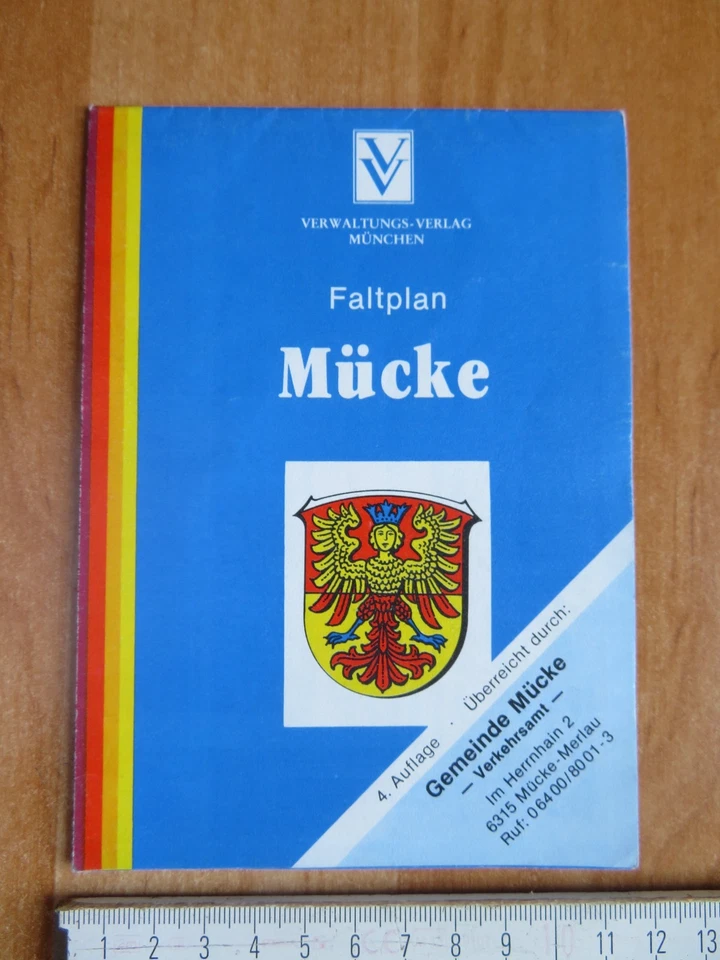 VV
VERWALTUNGS-VERLAG
MÜNCHEN
Faltplan
Mücke
4. Auflage · Überreicht durch:
Gemeinde Mücke
— Verkehrsamt —
Im Herrnhain 2
6315 Mücke-Merlau
Ruf: 06400/8001-3
1 2 3 4 5 6 7 8 9 10 11 12 13